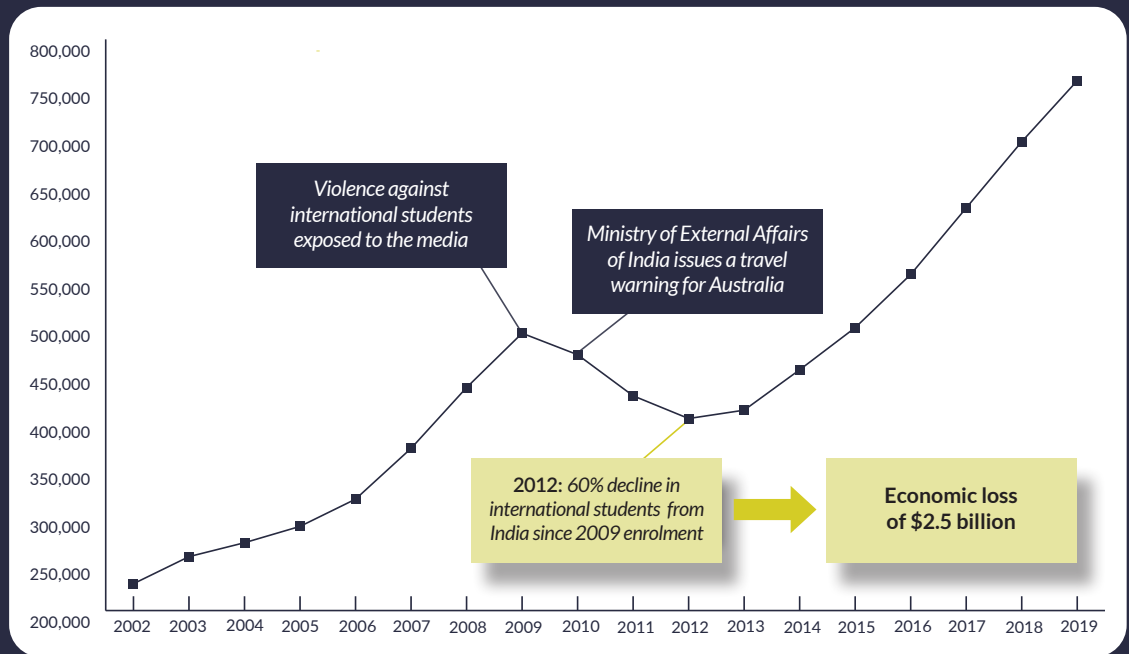 800,000
750,000
700,000
650,000
600,000
550,000
500,000
450,000
400,000
350,000
300,000
250,000
200,000
Violence against
international students
exposed to the media
Ministry of External Affairs
of India issues a travel
warning for Australia
2012: 60% decline in
international students from
India since 2009 enrolment
Economic loss
of $2.5 billion
2002 2003 2004 2005 2006 2007 2008 2009 2010 2011 2012 2013 2014 2015 2016 2017 2018 2019